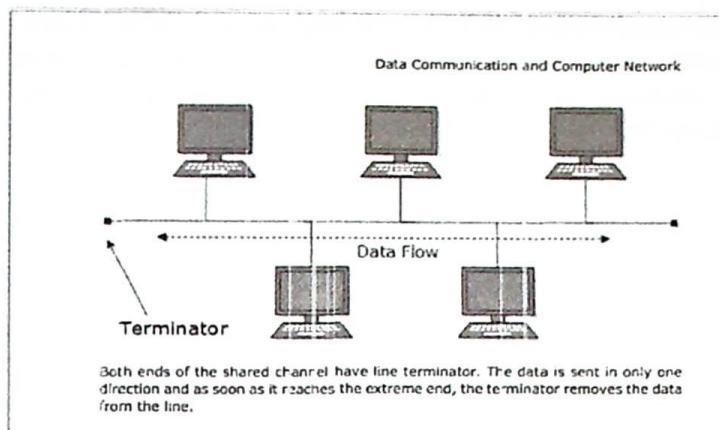 Data Communication and Computer Network
Data Flow
Terminator
Both ends of the shared channel have line terminator. The data is sent in only one
direction and as soon as it reaches the extreme end, the terminator removes the data
from the line.